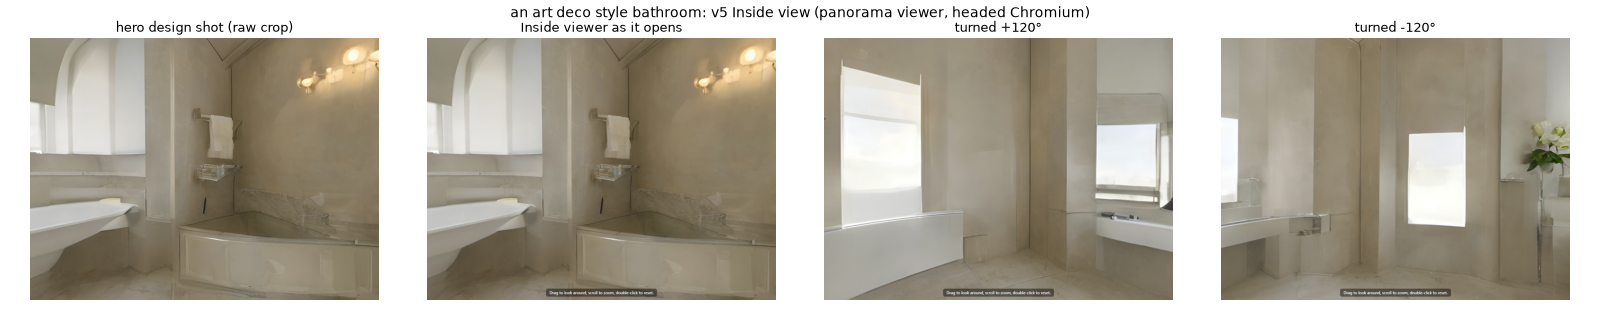 an art deco style bathroom: v5 Inside view (panorama viewer, headed Chromium)
hero design shot (raw crop)
Inside viewer as it opens
turned +120°
turned -120°
Drag to look around, scroll to zoom, double-click to reset.
Drag to look around, scroll to zoom, double-click to reset.
Drag to look around, scroll to zoom, double-click to reset.